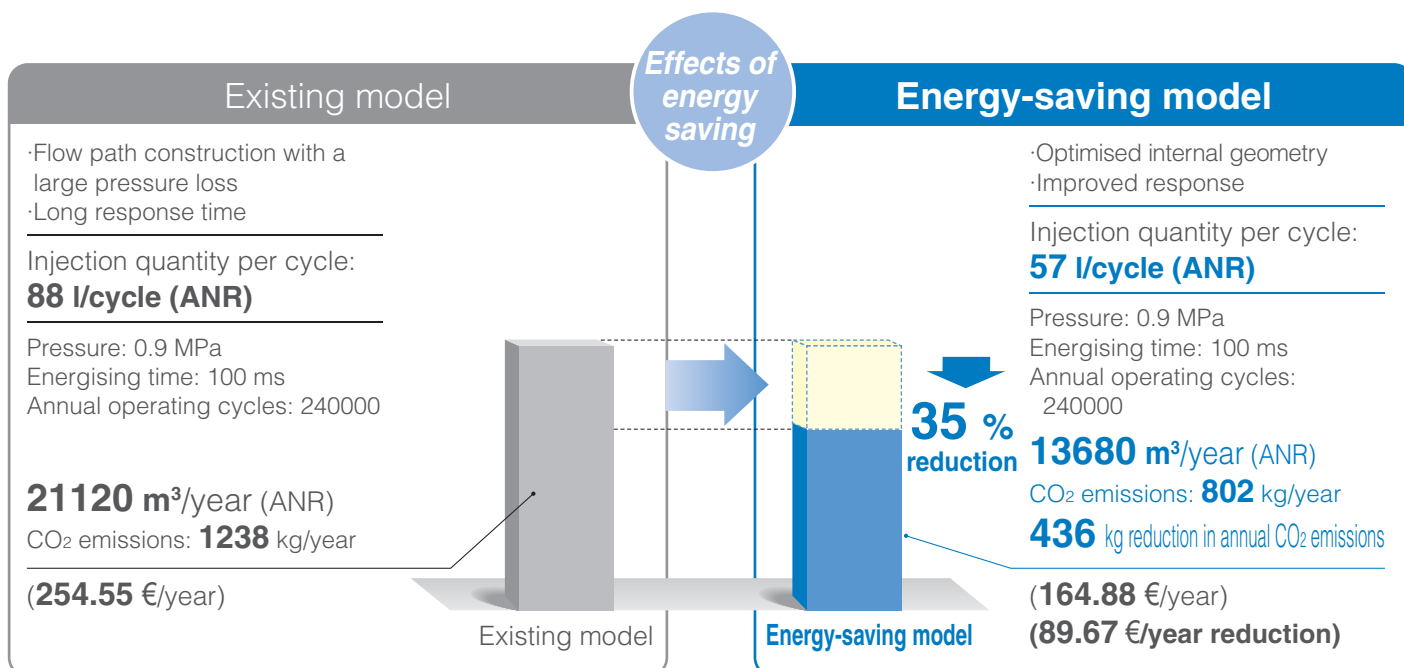 Effects of
energy
saving
Existing model
·Flow path construction with a
large pressure loss
·Long response time
Injection quantity per cycle:
88 l/cycle (ANR)
Pressure: 0.9 MPa
Energising time: 100 ms
Annual operating cycles: 240000
21120 m³/year (ANR)
CO₂ emissions: 1238 kg/year
(254.55 €/year)
Existing model
Energy-saving model
·Optimised internal geometry
·Improved response
Injection quantity per cycle:
57 l/cycle (ANR)
Pressure: 0.9 MPa
Energising time: 100 ms
Annual operating cycles:
240000
35 %
reduction
13680 m³/year (ANR)
CO₂ emissions: 802 kg/year
436 kg reduction in annual CO₂ emissions
(164.88 €/year)
(89.67 €/year reduction)
Energy-saving model